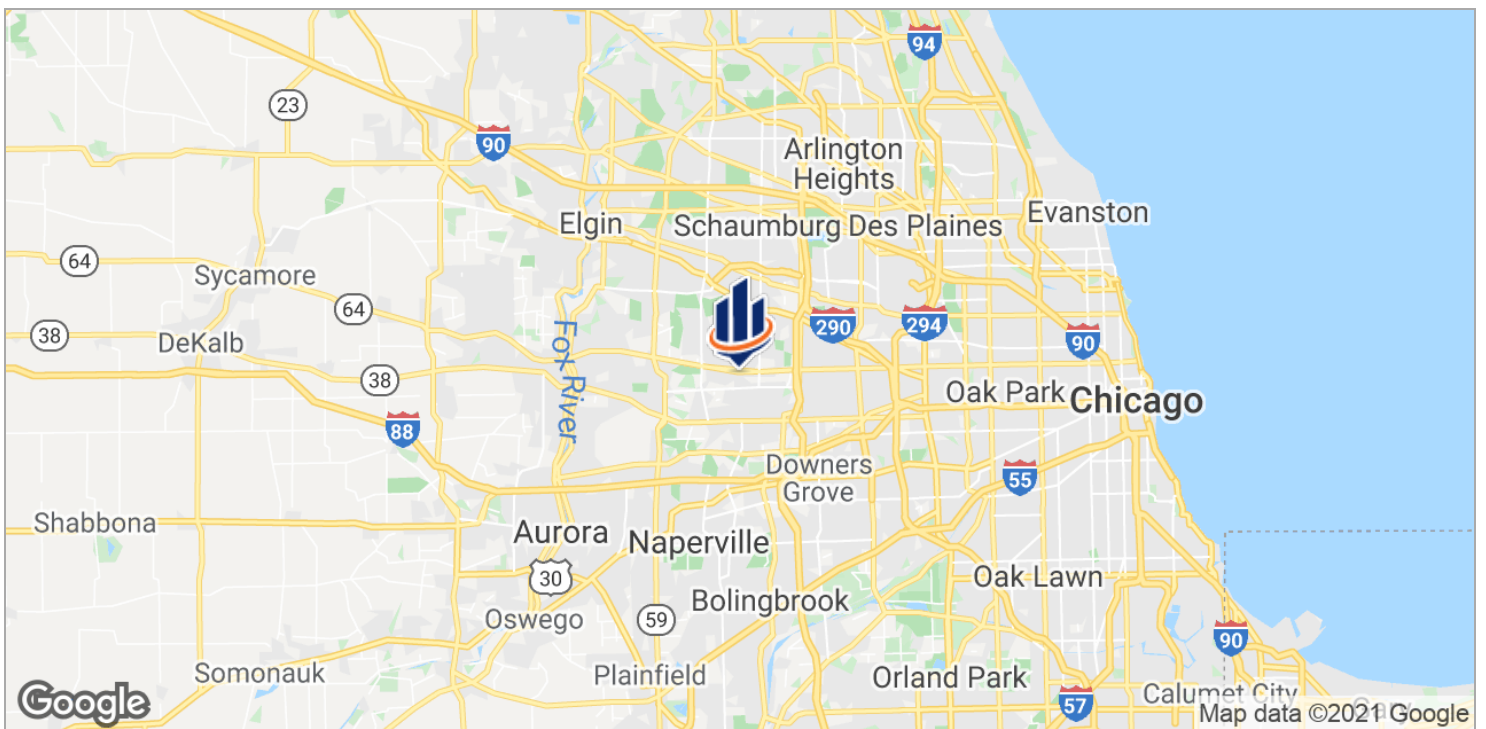 94
23
90
Arlington
Heights
Elgin
Schaumburg
Des Plaines
Evanston
64
Sycamore
64
38
DeKalb
Fox River
290
294
90
38
Oak Park
Chicago
88
Downers
Grove
55
Shabbona
Aurora
Naperville
30
Oak Lawn
Oswego
59
Bolingbrook
90
Somonauk
Plainfield
Orland Park
57
Calumet City
Gary
Google
Map data ©2021 Google